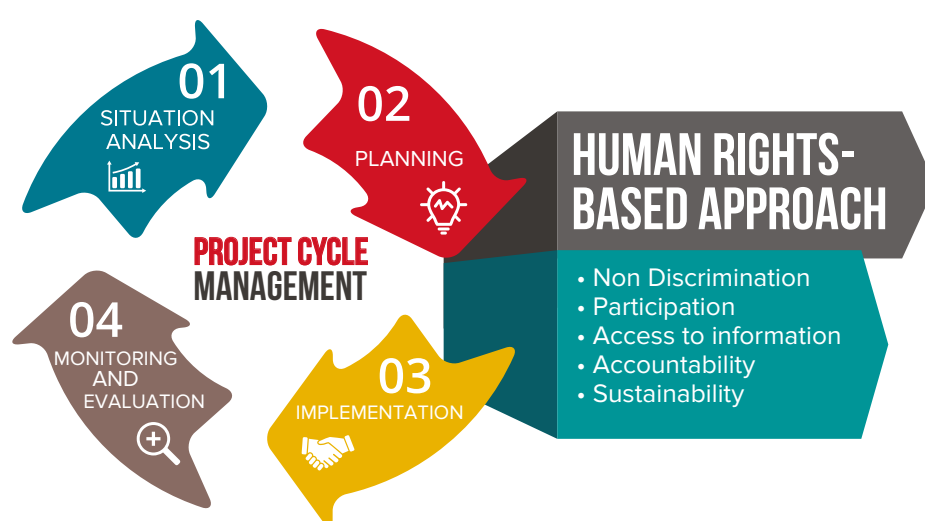 01
SITUATION
ANALYSIS
02
PLANNING
PROJECT CYCLE
MANAGEMENT
03
IMPLEMENTATION
04
MONITORING
AND
EVALUATION
HUMAN RIGHTS-
BASED APPROACH
• Non Discrimination
• Participation
• Access to information
• Accountability
• Sustainability